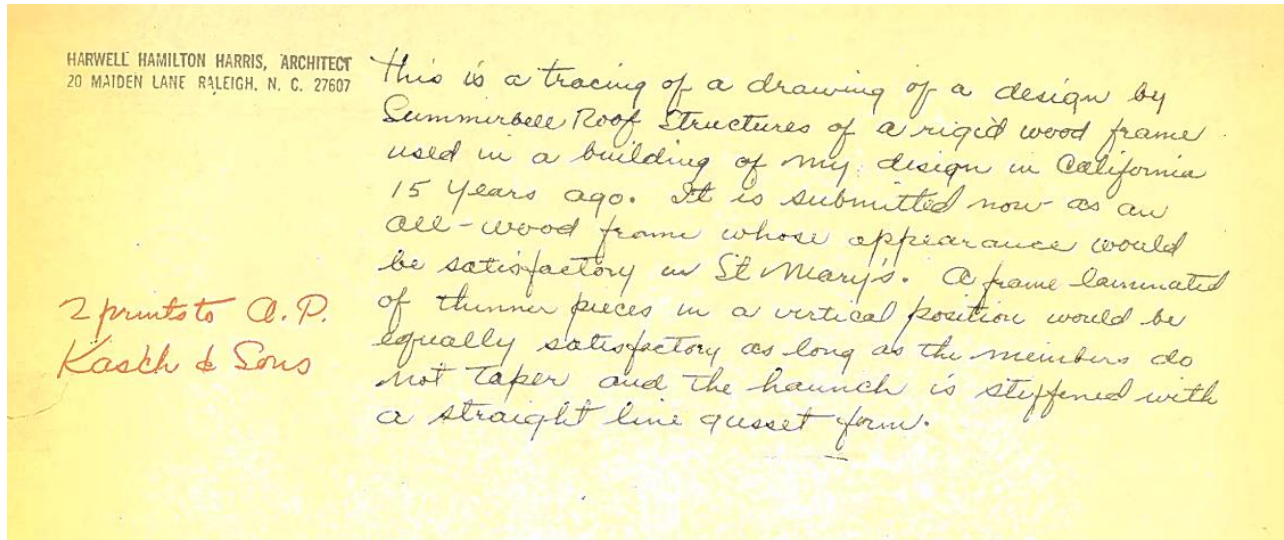 HARWELL HAMILTON HARRIS, ARCHITECT
20 MAIDEN LANE RALEIGH, N. C. 27607
This is a tracing of a drawing of a design by
Summerbell Roof Structures of a rigid wood frame
used in a building of my design in California
15 years ago. It is submitted now as an
all-wood frame whose appearance would
be satisfactory in St Mary's. A frame laminated
of thinner pieces in a vertical position would be
equally satisfactory as long as the members do
not taper and the haunch is stiffened with
a straight line gusset form.
2 prints to A. P.
Kasch & Sons